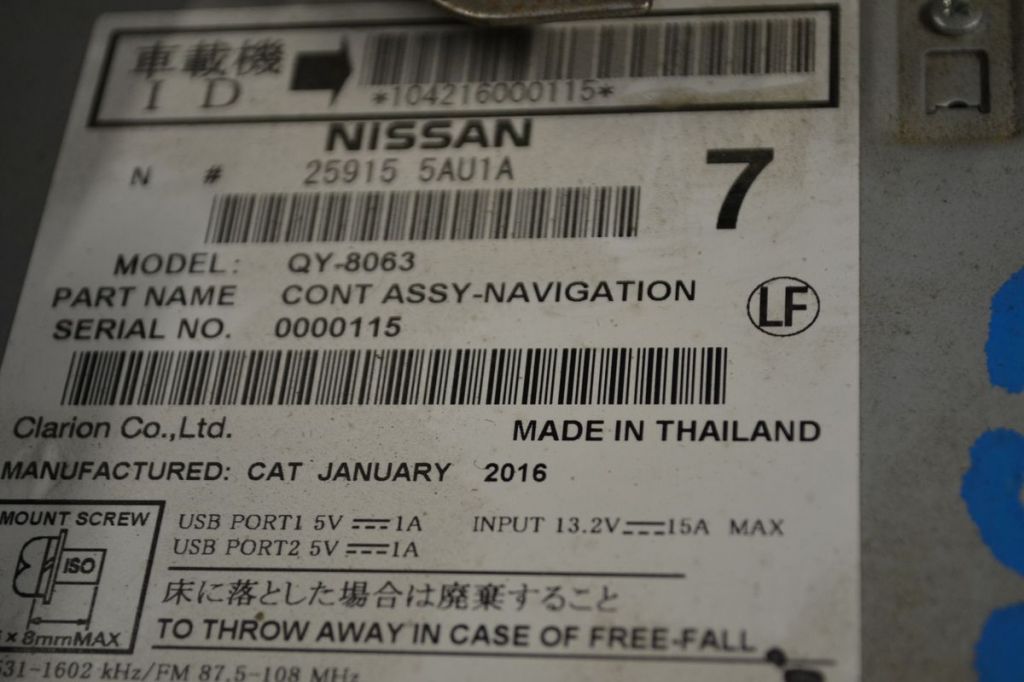 車載機
I D
*104216000115*
NISSAN
N # 25915 5AU1A
7
MODEL: QY-8063
PART NAME CONT ASSY-NAVIGATION
SERIAL NO. 0000115
LF
Clarion Co.,Ltd.
MADE IN THAILAND
MANUFACTURED: CAT JANUARY 2016
MOUNT SCREW
ISO
× 8mmMAX
USB PORT1 5V ⎓ 1A INPUT 13.2V ⎓ 15A MAX
USB PORT2 5V ⎓ 1A
床に落とした場合は廃棄すること
TO THROW AWAY IN CASE OF FREE-FALL
531-1602 kHz/FM 87.5-108 MHz